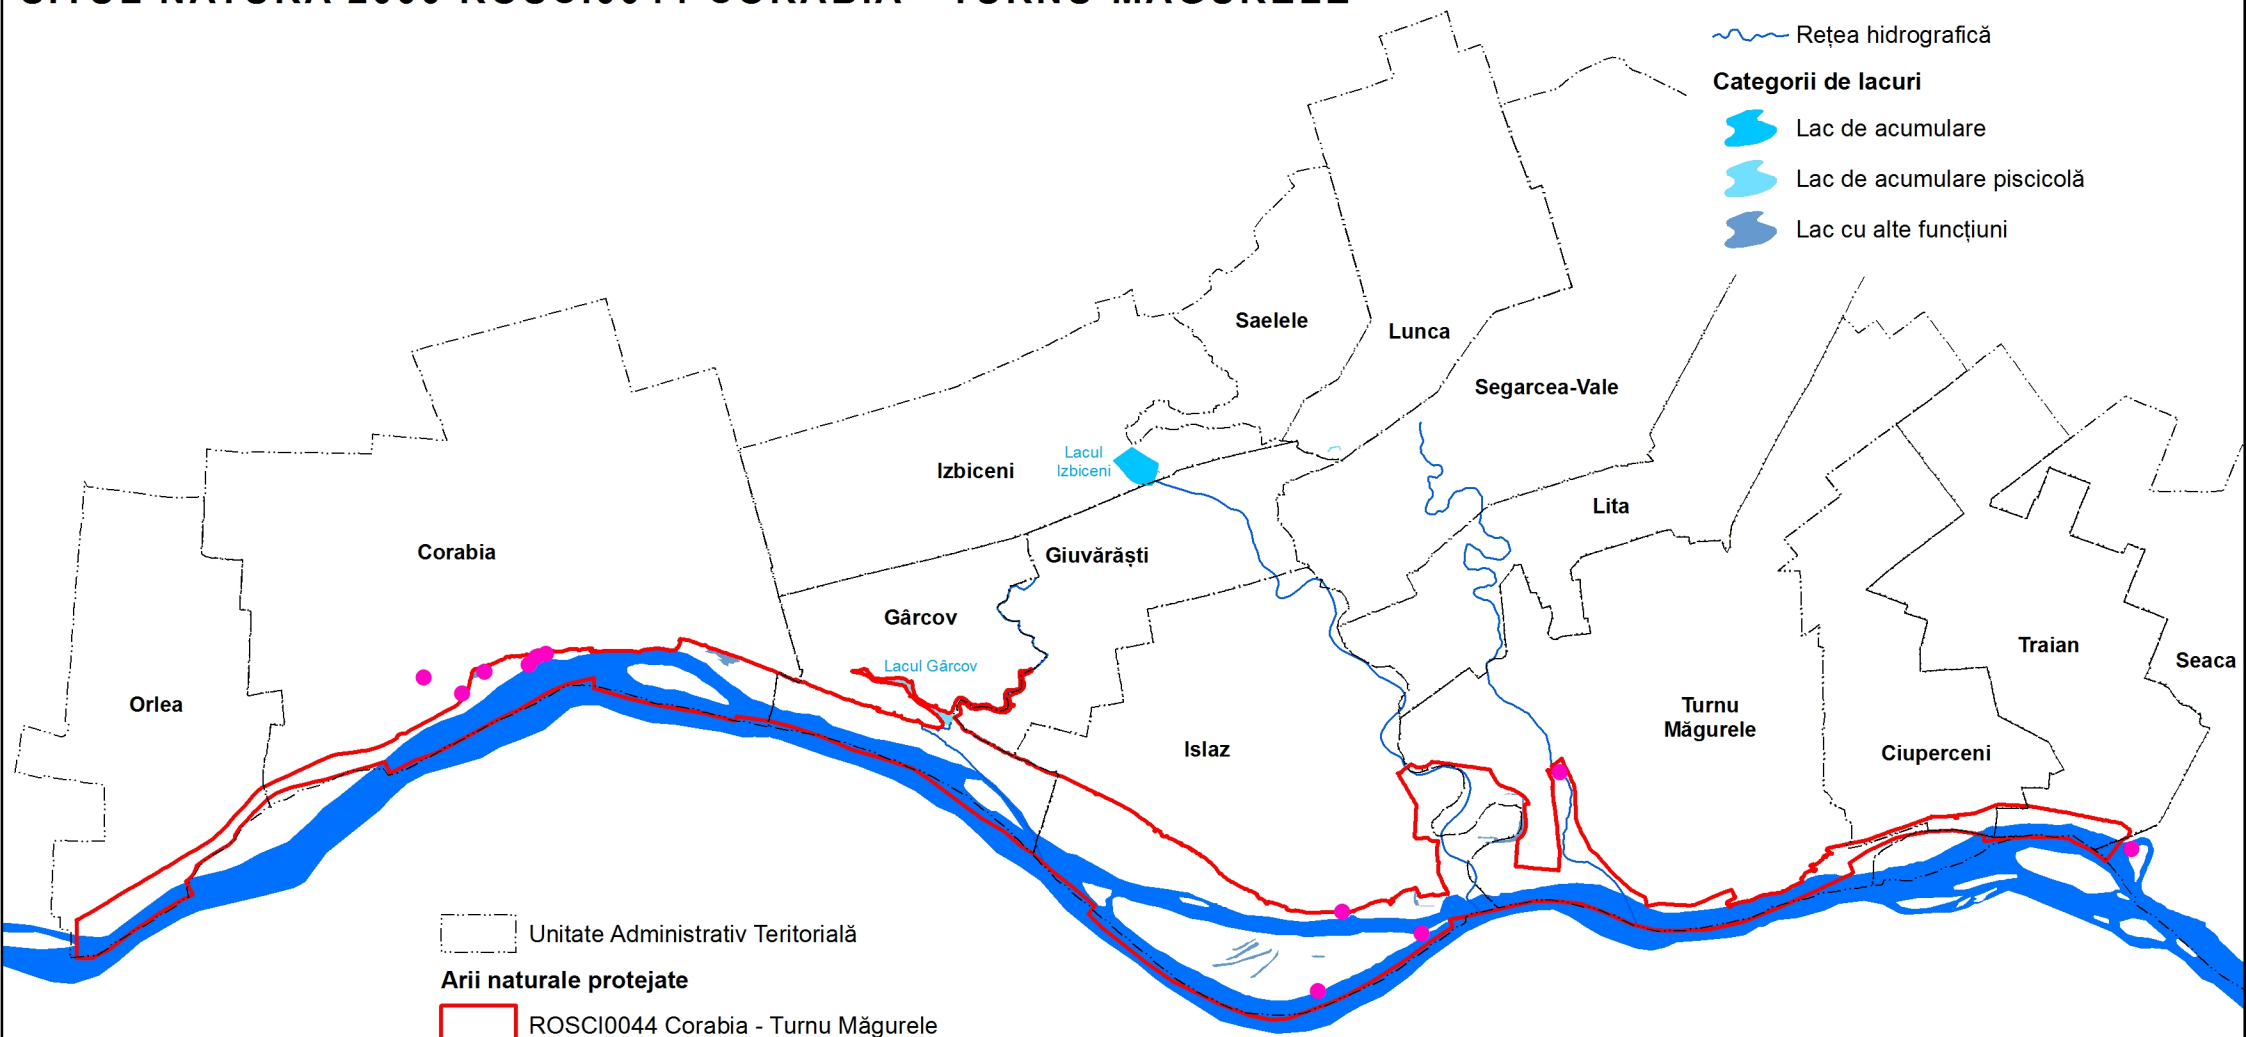 Rețea hidrografică
Categorii de lacuri
Lac de acumulare
Lac de acumulare piscicolă
Lac cu alte funcțiuni
Saelele
Lunca
Segarcea-Vale
Lacul
Izbiceni
Izbiceni
Lita
Corabia
Giuvărăști
Gârcov
Traian
Lacul Gârcov
Seaca
Orlea
Turnu
Măgurele
Islaz
Ciuperceni
Unitate Administrativ Teritorială
Arii naturale protejate
ROSCI0044 Corabia - Turnu Măgurele